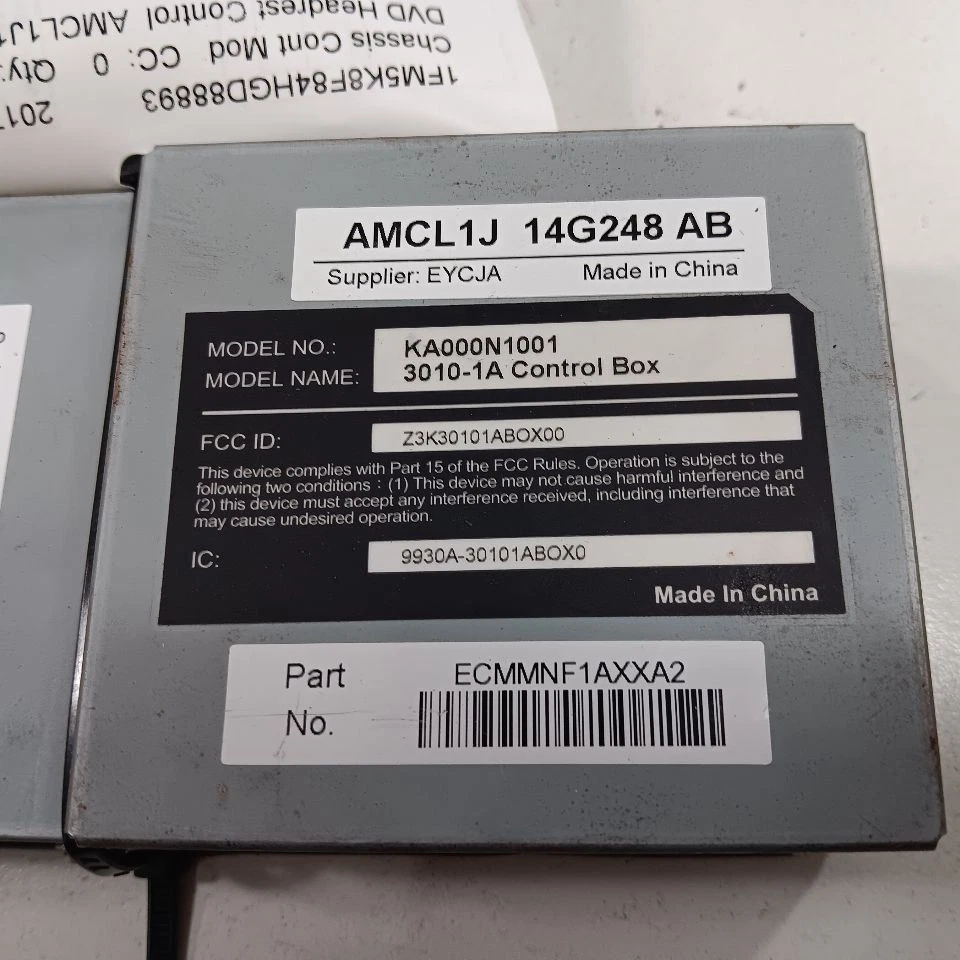 1FM5K8F84HGD88893 2017
Chassis Cont Mod CC: 0 Qty:
DVD Headrest Control AMCL1J1
AMCL1J 14G248 AB
Supplier: EYCJA Made in China
MODEL NO.: KA000N1001
MODEL NAME: 3010-1A Control Box
FCC ID: Z3K30101ABOX00
This device complies with Part 15 of the FCC Rules. Operation is subject to the
following two conditions : (1) This device may not cause harmful interference and
(2) this device must accept any interference received, including interference that
may cause undesired operation.
IC: 9930A-30101ABOX0
Made In China
Part No. ECMMNF1AXXA2